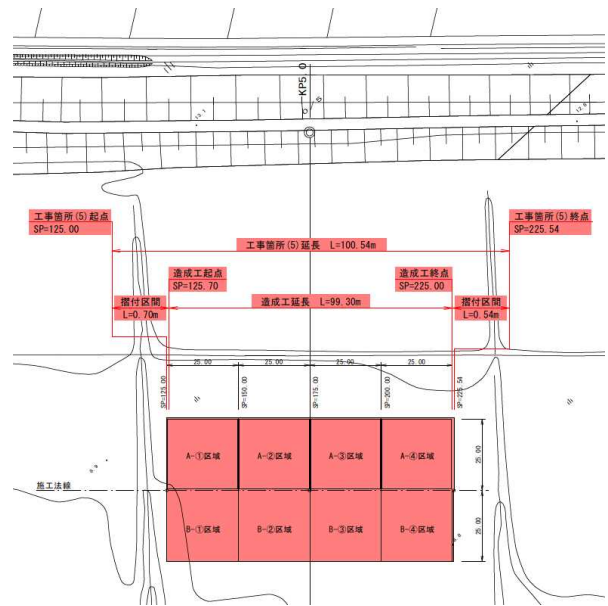 KP5.0
13.1
12.9
工事箇所(5)起点
SP=125.00
工事箇所(5)終点
SP=225.54
工事箇所(5)延長 L=100.54m
造成工起点
SP=125.70
造成工終点
SP=225.00
摺付区間
L=0.70m
造成工延長 L=99.30m
摺付区間
L=0.54m
25.00
25.00
25.00
25.00
SP=125.00
SP=150.00
SP=175.00
SP=200.00
SP=225.54
A-①区域
A-②区域
A-③区域
A-④区域
25.00
施工法線
B-①区域
B-②区域
B-③区域
B-④区域
25.00